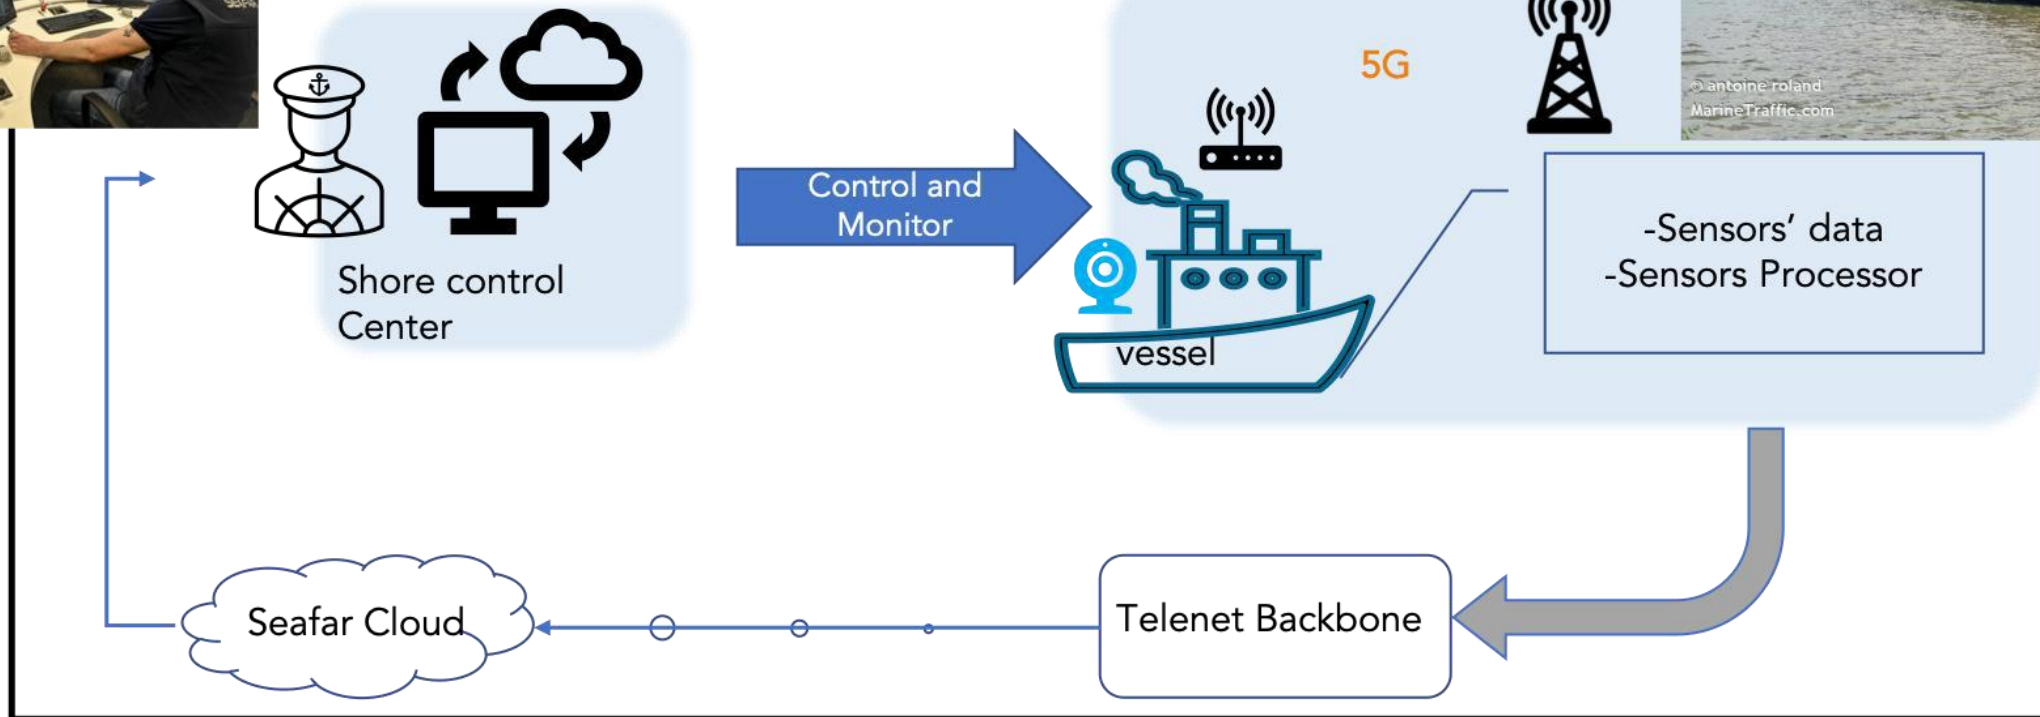 SEAFAR
5G
© antoine roland
MarineTraffic.com
Control and
Monitor
-Sensors' data
-Sensors Processor
Shore control
Center
vessel
Seafar Cloud
Telenet Backbone